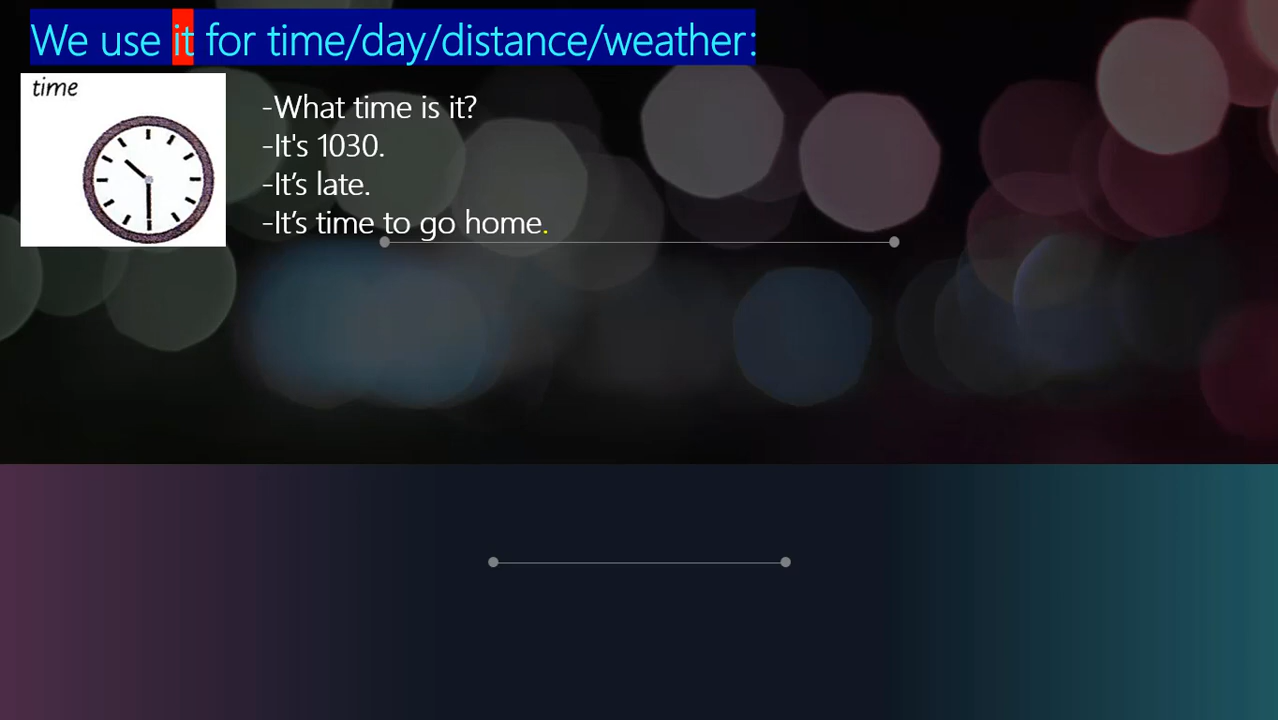 We use it for time/day/distance/weather:
time
-What time is it?
-It's 1030.
-It’s late.
-It’s time to go home.